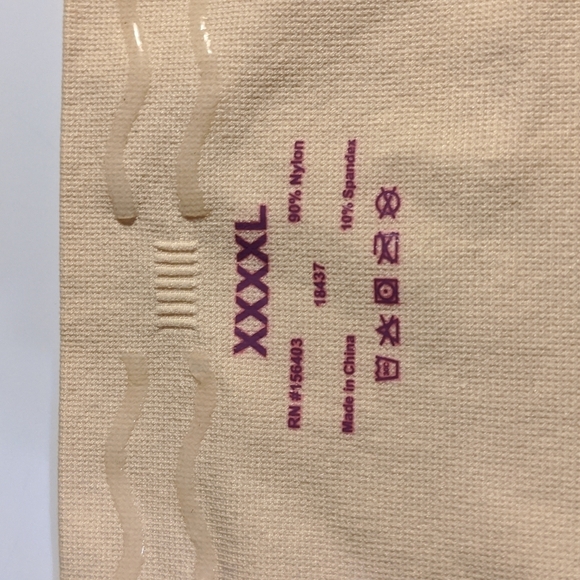 XXXXL
RN #156403 90% Nylon
18437
Made in China 10% Spandex